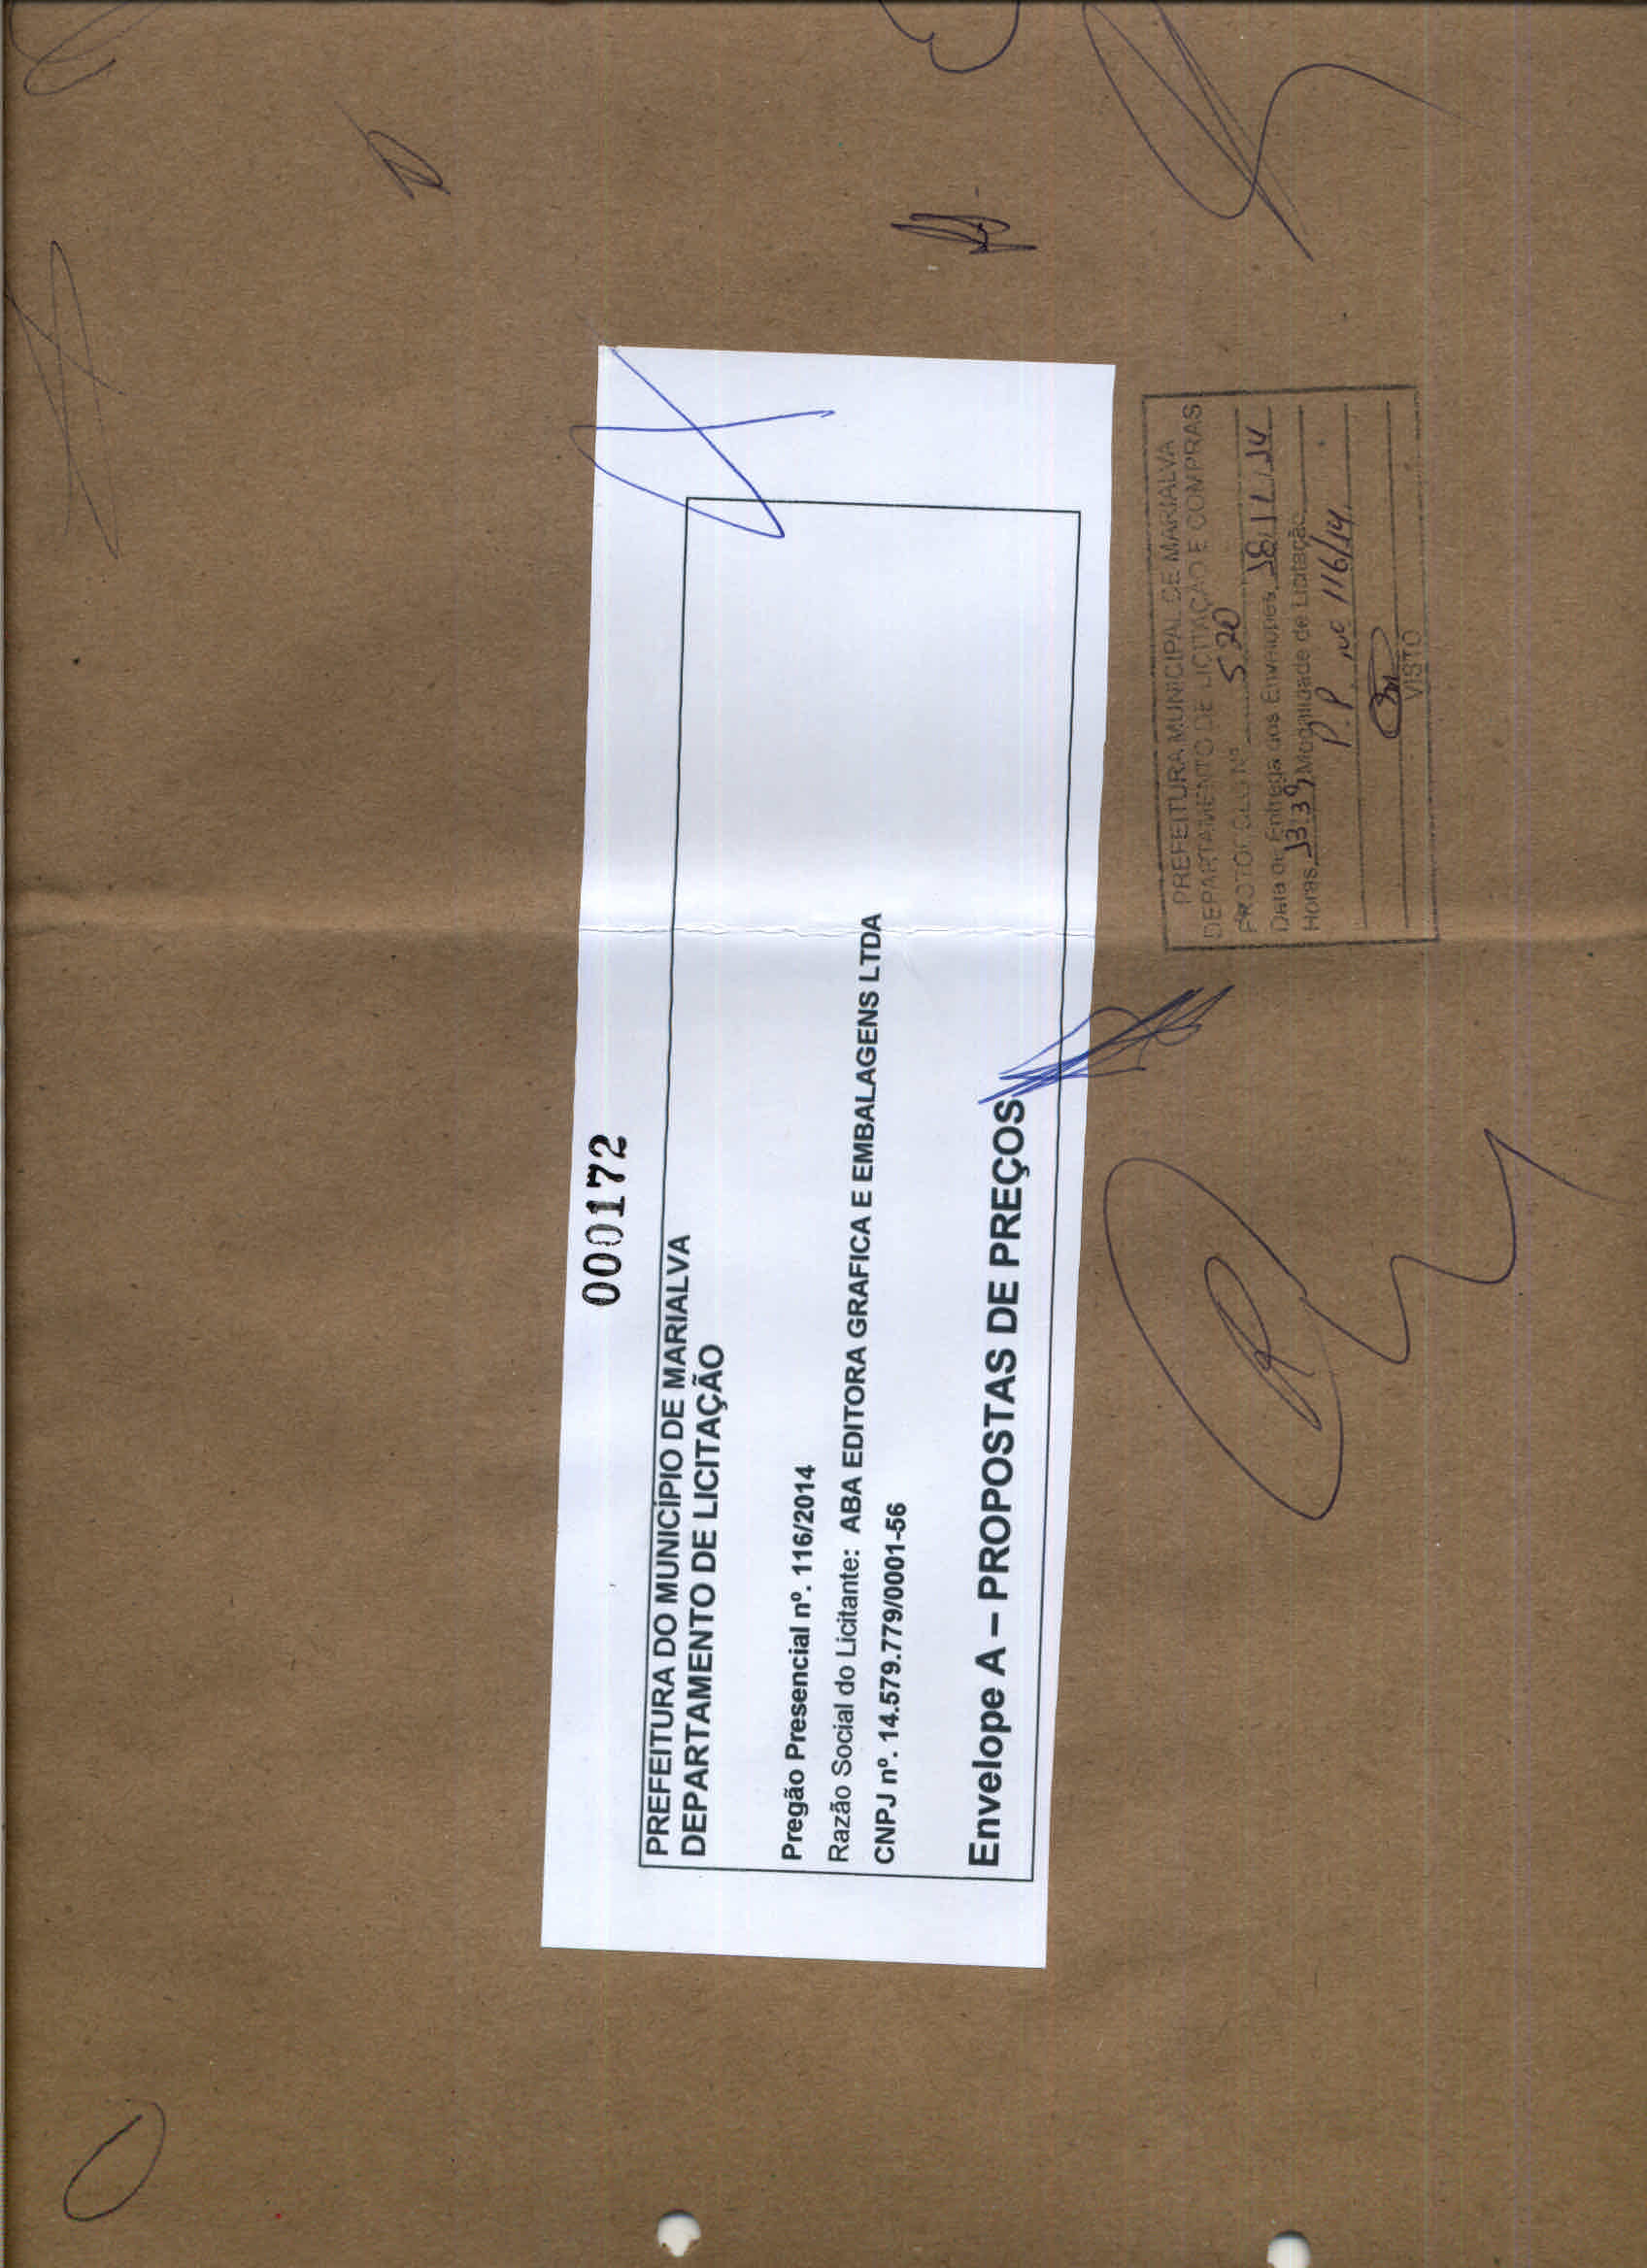 000172
PREFEITURA DO MUNICÍPIO DE MARIALVA
DEPARTAMENTO DE LICITAÇÃO
Pregão Presencial nº. 116/2014
Razão Social do Licitante: ABA EDITORA GRAFICA E EMBALAGENS LTDA
CNPJ nº. 14.579.779/0001-56
Envelope A – PROPOSTAS DE PREÇOS
PREFEITURA MUNICIPAL DE MARIALVA
DEPARTAMENTO DE LICITAÇÃO E COMPRAS
PROTOCOLO Nº 520
Data de Entrega dos Envelopes 18/11/14
Horas 13:39 Modalidade de Licitação
P.P nº 116/14
VISTO